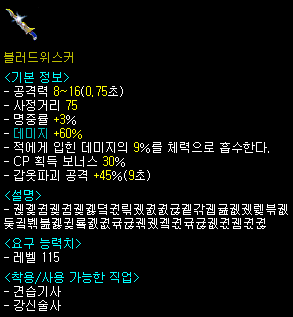 블러드위스커
<기본 정보>
- 공격력 8~16(0,75초)
- 사정거리 75
- 명중률 +3%
- 데미지 +60%
- 적에게 입힌 데미지의 9%를 체력으로 흡수한다.
- CP 획득 보너스 30%
- 갑옷파괴 공격 +45%(9초)
<설명>
<요구 능력치>
- 레벨 115
<착용/사용 가능한 직업>
- 견습기사
- 강신술사